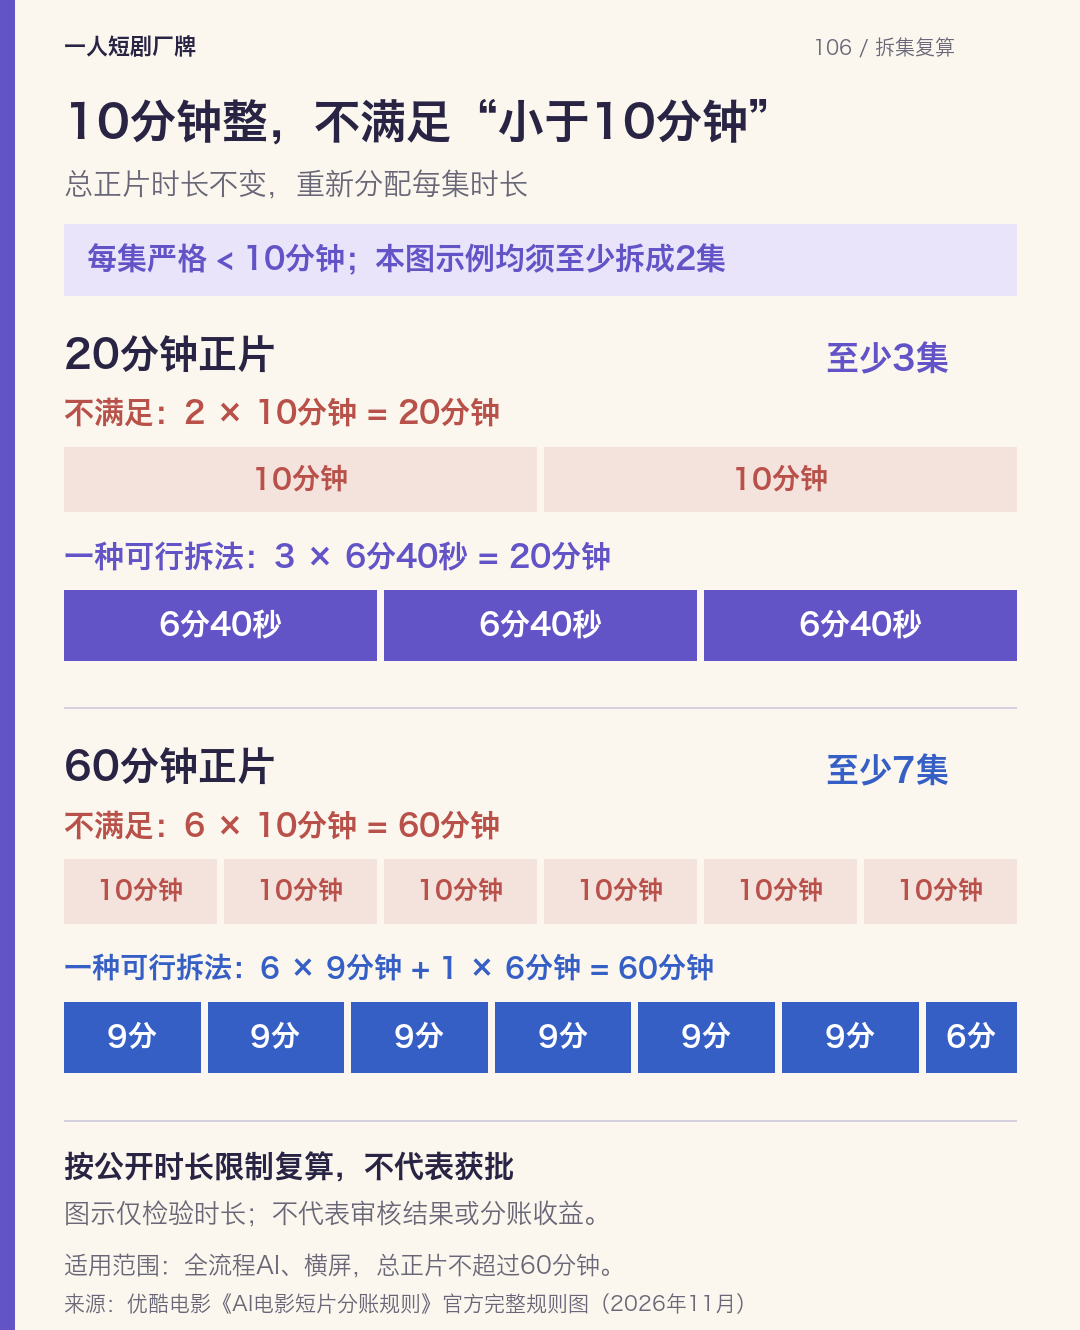 一人短剧厂牌
106 / 拆集复算
10分钟整，不满足“小于10分钟”
总正片时长不变，重新分配每集时长
每集严格 < 10分钟；本图示例均须至少拆成2集
20分钟正片
至少3集
不满足：2 × 10分钟 = 20分钟
10分钟
10分钟
一种可行拆法：3 × 6分40秒 = 20分钟
6分40秒
6分40秒
6分40秒
60分钟正片
至少7集
不满足：6 × 10分钟 = 60分钟
10分钟
10分钟
10分钟
10分钟
10分钟
10分钟
一种可行拆法：6 × 9分钟 + 1 × 6分钟 = 60分钟
9分
9分
9分
9分
9分
9分
6分
按公开时长限制复算，不代表获批
图示仅检验时长；不代表审核结果或分账收益。
适用范围：全流程AI、横屏，总正片不超过60分钟。
来源：优酷电影《AI电影短片分账规则》官方完整规则图（2026年11月）